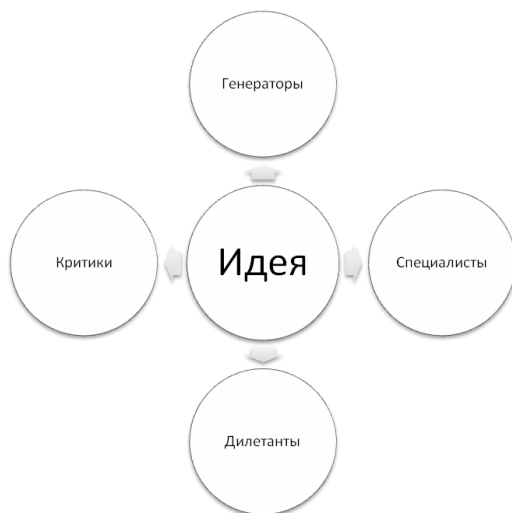 Генераторы
Критики
Идея
Специалисты
Дилетанты